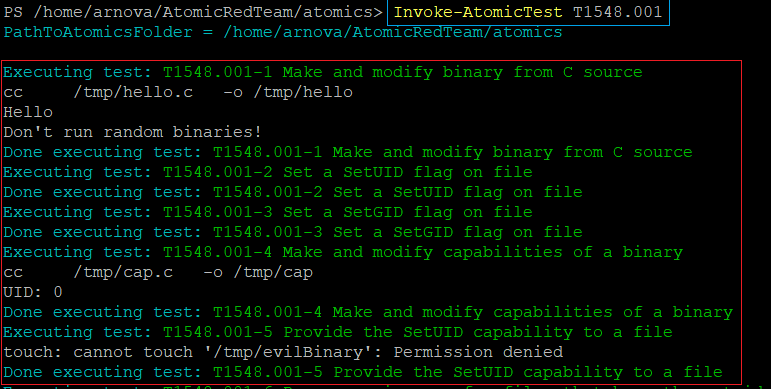 PS /home/arnova/AtomicRedTeam/atomics> Invoke-AtomicTest T1548.001
PathToAtomicsFolder = /home/arnova/AtomicRedTeam/atomics
Executing test: T1548.001-1 Make and modify binary from C source
cc     /tmp/hello.c   -o /tmp/hello
Hello
Don't run random binaries!
Done executing test: T1548.001-1 Make and modify binary from C source
Executing test: T1548.001-2 Set a SetUID flag on file
Done executing test: T1548.001-2 Set a SetUID flag on file
Executing test: T1548.001-3 Set a SetGID flag on file
Done executing test: T1548.001-3 Set a SetGID flag on file
Executing test: T1548.001-4 Make and modify capabilities of a binary
cc     /tmp/cap.c   -o /tmp/cap
UID: 0
Done executing test: T1548.001-4 Make and modify capabilities of a binary
Executing test: T1548.001-5 Provide the SetUID capability to a file
touch: cannot touch '/tmp/evilBinary': Permission denied
Done executing test: T1548.001-5 Provide the SetUID capability to a file